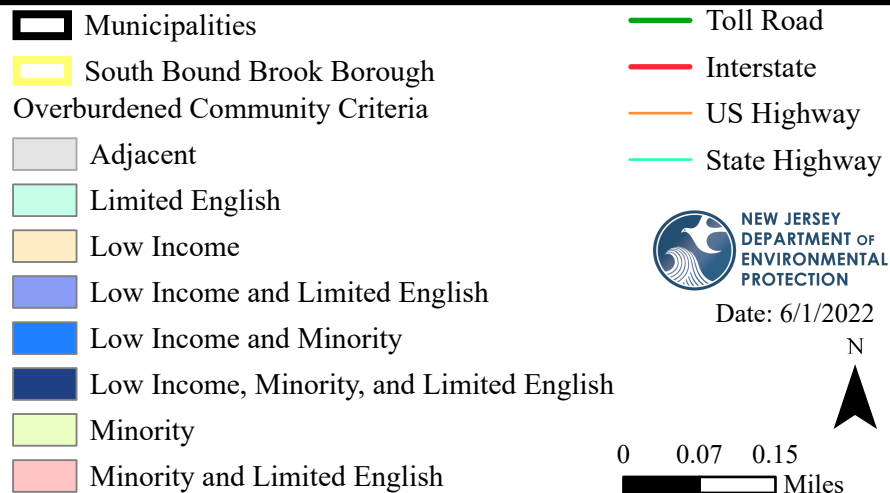 Municipalities
South Bound Brook Borough
Overburdened Community Criteria
Adjacent
Limited English
Low Income
Low Income and Limited English
Low Income and Minority
Low Income, Minority, and Limited English
Minority
Minority and Limited English
Toll Road
Interstate
US Highway
State Highway
NEW JERSEY
DEPARTMENT OF
ENVIRONMENTAL
PROTECTION
Date: 6/1/2022
N
0 0.07 0.15
Miles